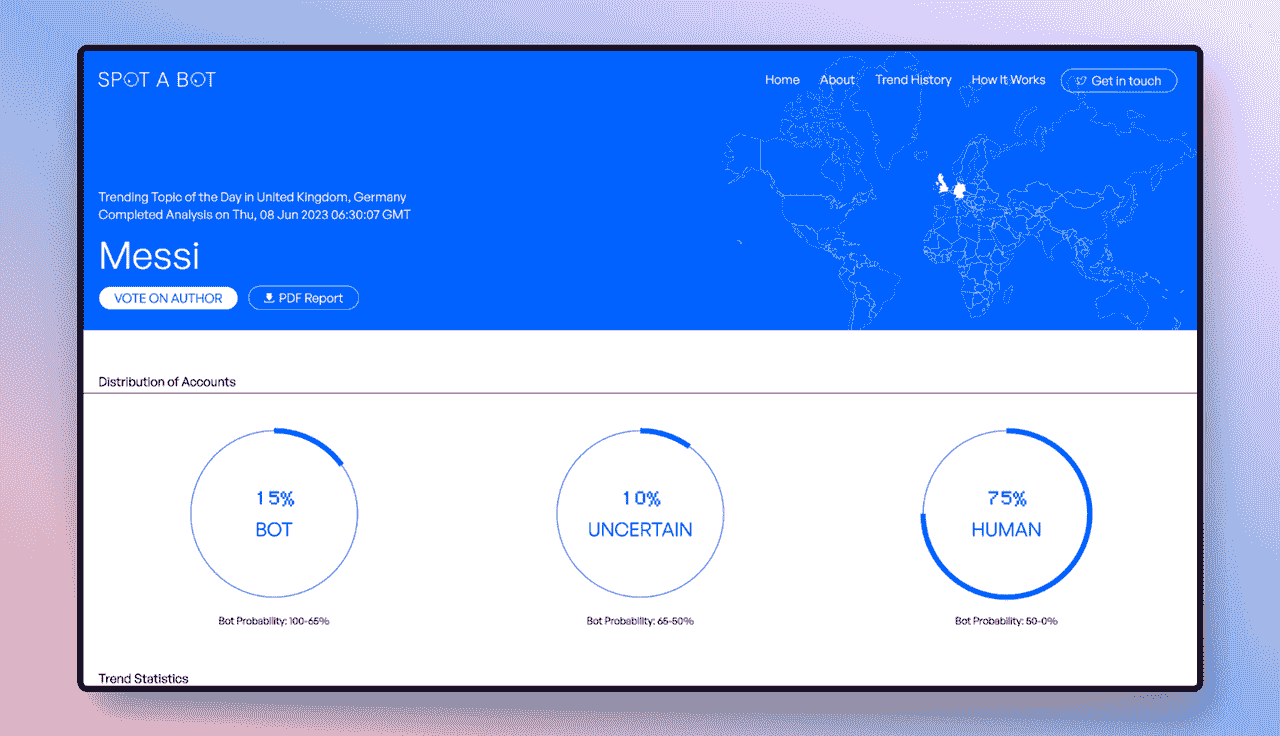 SPOT A BOT
Home About Trend History How It Works Get in touch
Trending Topic of the Day in United Kingdom, Germany
Completed Analysis on Thu, 08 Jun 2023 06:30:07 GMT
Messi
VOTE ON AUTHOR PDF Report
Distribution of Accounts
15% BOT
Bot Probability: 100-65%
10% UNCERTAIN
Bot Probability: 65-50%
75% HUMAN
Bot Probability: 50-0%
Trend Statistics